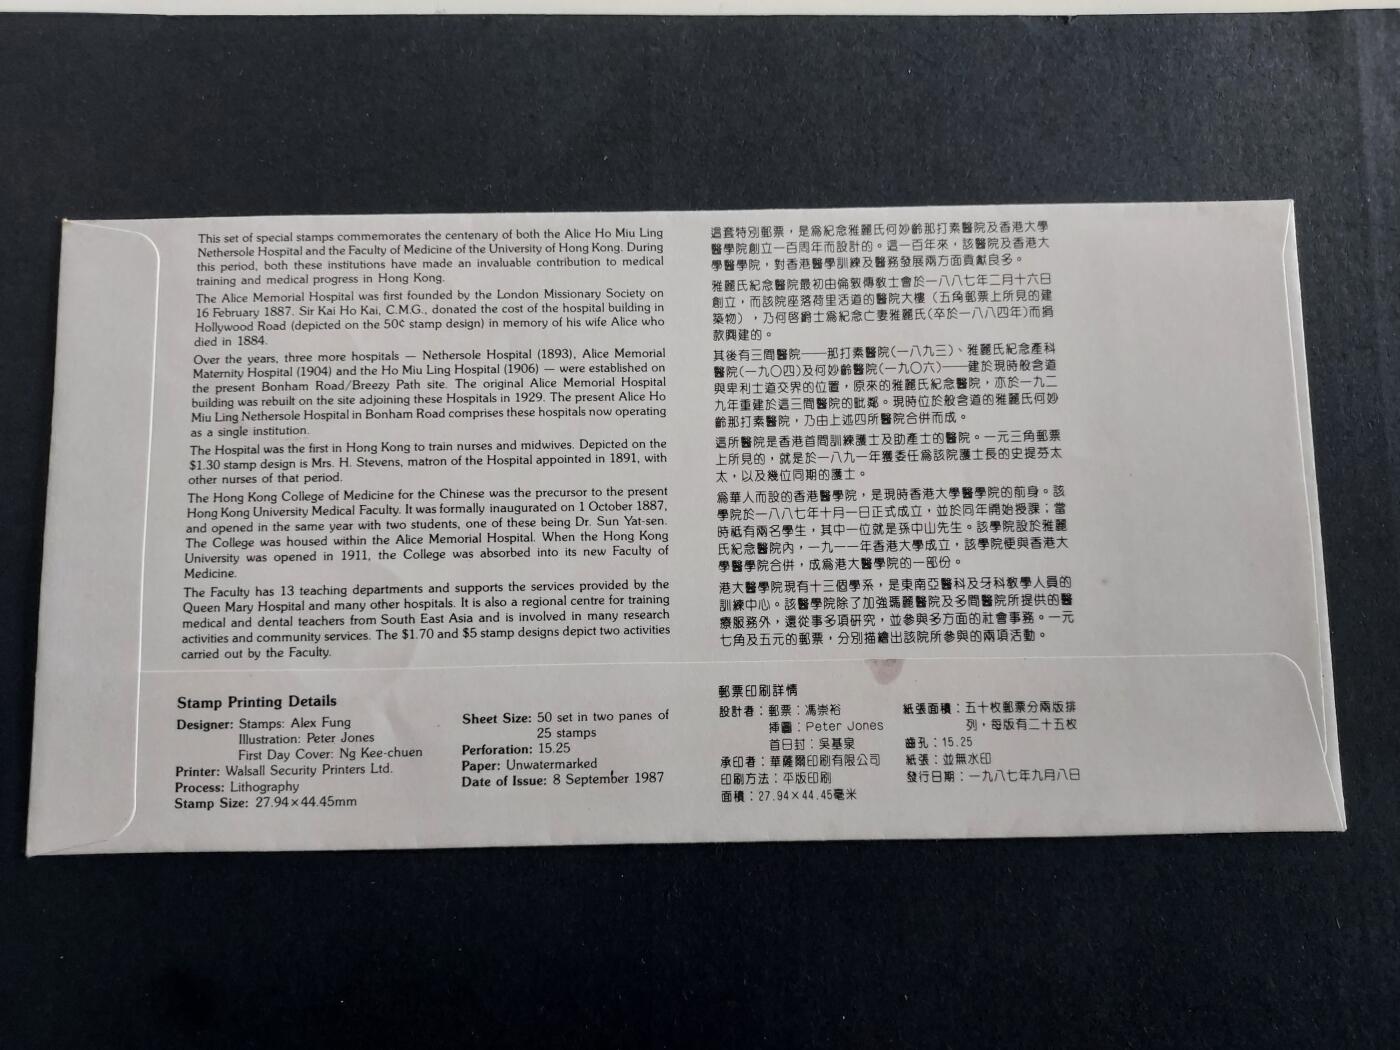 This set of special stamps commemorates the centenary of both the Alice Ho Miu Ling
Nethersole Hospital and the Faculty of Medicine of the University of Hong Kong. During
this period, both these institutions have made an invaluable contribution to medical
training and medical progress in Hong Kong.
The Alice Memorial Hospital was first founded by the London Missionary Society on
16 February 1887. Sir Kai Ho Kai, C.M.G., donated the cost of the hospital building in
Hollywood Road (depicted on the 50¢ stamp design) in memory of his wife Alice who
died in 1884.
Over the years, three more hospitals — Nethersole Hospital (1893), Alice Memorial
Maternity Hospital (1904) and the Ho Miu Ling Hospital (1906) — were established on
the present Bonham Road/Breezy Path site. The original Alice Memorial Hospital
building was rebuilt on the site adjoining these Hospitals in 1929. The present Alice Ho
Miu Ling Nethersole Hospital in Bonham Road comprises these hospitals now operating
as a single institution.
The Hospital was the first in Hong Kong to train nurses and midwives. Depicted on the
$1.30 stamp design is Mrs. H. Stevens, matron of the Hospital appointed in 1891, with
other nurses of that period.
The Hong Kong College of Medicine for the Chinese was the precursor to the present
Hong Kong University Medical Faculty. It was formally inaugurated on 1 October 1887,
and opened in the same year with two students, one of these being Dr. Sun Yat-sen.
The College was housed within the Alice Memorial Hospital. When the Hong Kong
University was opened in 1911, the College was absorbed into its new Faculty of
Medicine.
The Faculty has 13 teaching departments and supports the services provided by the
Queen Mary Hospital and many other hospitals. It is also a regional centre for training
medical and dental teachers from South East Asia and is involved in many research
activities and community services. The $1.70 and $5 stamp designs depict two activities
carried out by the Faculty.
這套特別郵票，是爲紀念雅麗氏何妙齡那打素醫院及香港大學
醫學院創立一百周年而設計的。這一百年來，該醫院及香港大
學醫學院，對香港醫學訓練及醫務發展兩方面貢獻良多。
雅麗氏紀念醫院最初由倫敦傳敎士會於一八八七年二月十六日
創立，而該院座落荷里活道的醫院大樓（五角郵票上所見的建
築物），乃何啓爵士爲紀念亡妻雅麗氏（卒於一八八四年）而捐
款興建的。
其後有三間醫院——那打素醫院（一八九三）、雅麗氏紀念產科
醫院（一九〇四）及何妙齡醫院（一九〇六）——建於現時般含道
與卑利士道交界的位置，原來的雅麗氏紀念醫院，亦於一九二
九年重建於這三間醫院的毗鄰。現時位於般含道的雅麗氏何妙
齡那打素醫院，乃由上述四所醫院合併而成。
這所醫院是香港首間訓練護士及助產士的醫院。一元三角郵票
上所見的，就是於一八九一年獲委任爲該院護士長的史提芬太
太，以及幾位同期的護士。
爲華人而設的香港醫學院，是現時香港大學醫學院的前身。該
學院於一八八七年十月一日正式成立，並於同年開始授課；當
時祗有兩名學生，其中一位就是孫中山先生。該學院設於雅麗
氏紀念醫院內，一九一一年香港大學成立，該學院便與香港大
學醫學院合併，成爲港大醫學院的一部份。
港大醫學院現有十三個學系，是東南亞醫科及牙科敎學人員的
訓練中心。該醫學院除了加強瑪麗醫院及多間醫院所提供的醫
療服務外，還從事多項硏究，並參與多方面的社會事務。一元
七角及五元的郵票，分別描繪出該院所參與的兩項活動。
Stamp Printing Details
Designer: Stamps: Alex Fung
Illustration: Peter Jones
First Day Cover: Ng Kee-chuen
Printer: Walsall Security Printers Ltd.
Process: Lithography
Stamp Size: 27.94×44.45mm
Sheet Size: 50 set in two panes of
25 stamps
Perforation: 15.25
Paper: Unwatermarked
Date of Issue: 8 September 1987
郵票印刷詳情
設計者：郵票：馮崇裕
揷圖：Peter Jones
首日封：吳基泉
承印者：華薩爾印刷有限公司
印刷方法：平版印刷
面積：27.94×44.45毫米
紙張面積：五十枚郵票分兩版排
列，每版有二十五枚
齒孔：15.25
紙張：並無水印
發行日期：一九八七年九月八日